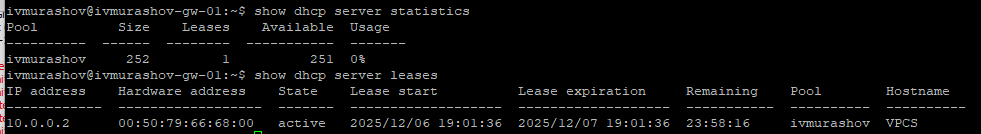 ivmurashov@ivmurashov-gw-01:~$ show dhcp server statistics
Pool          Size    Leases    Available  Usage
----------  ------  --------  -----------  -------
ivmurashov     252         1          251  0%
ivmurashov@ivmurashov-gw-01:~$ show dhcp server leases
IP address    Hardware address    State    Lease start          Lease expiration     Remaining    Pool        Hostname
------------  ------------------  -------  -------------------  -------------------  -----------  ----------  ----------
10.0.0.2      00:50:79:66:68:00   active   2025/12/06 19:01:36  2025/12/07 19:01:36  23:58:16     ivmurashov  VPCS